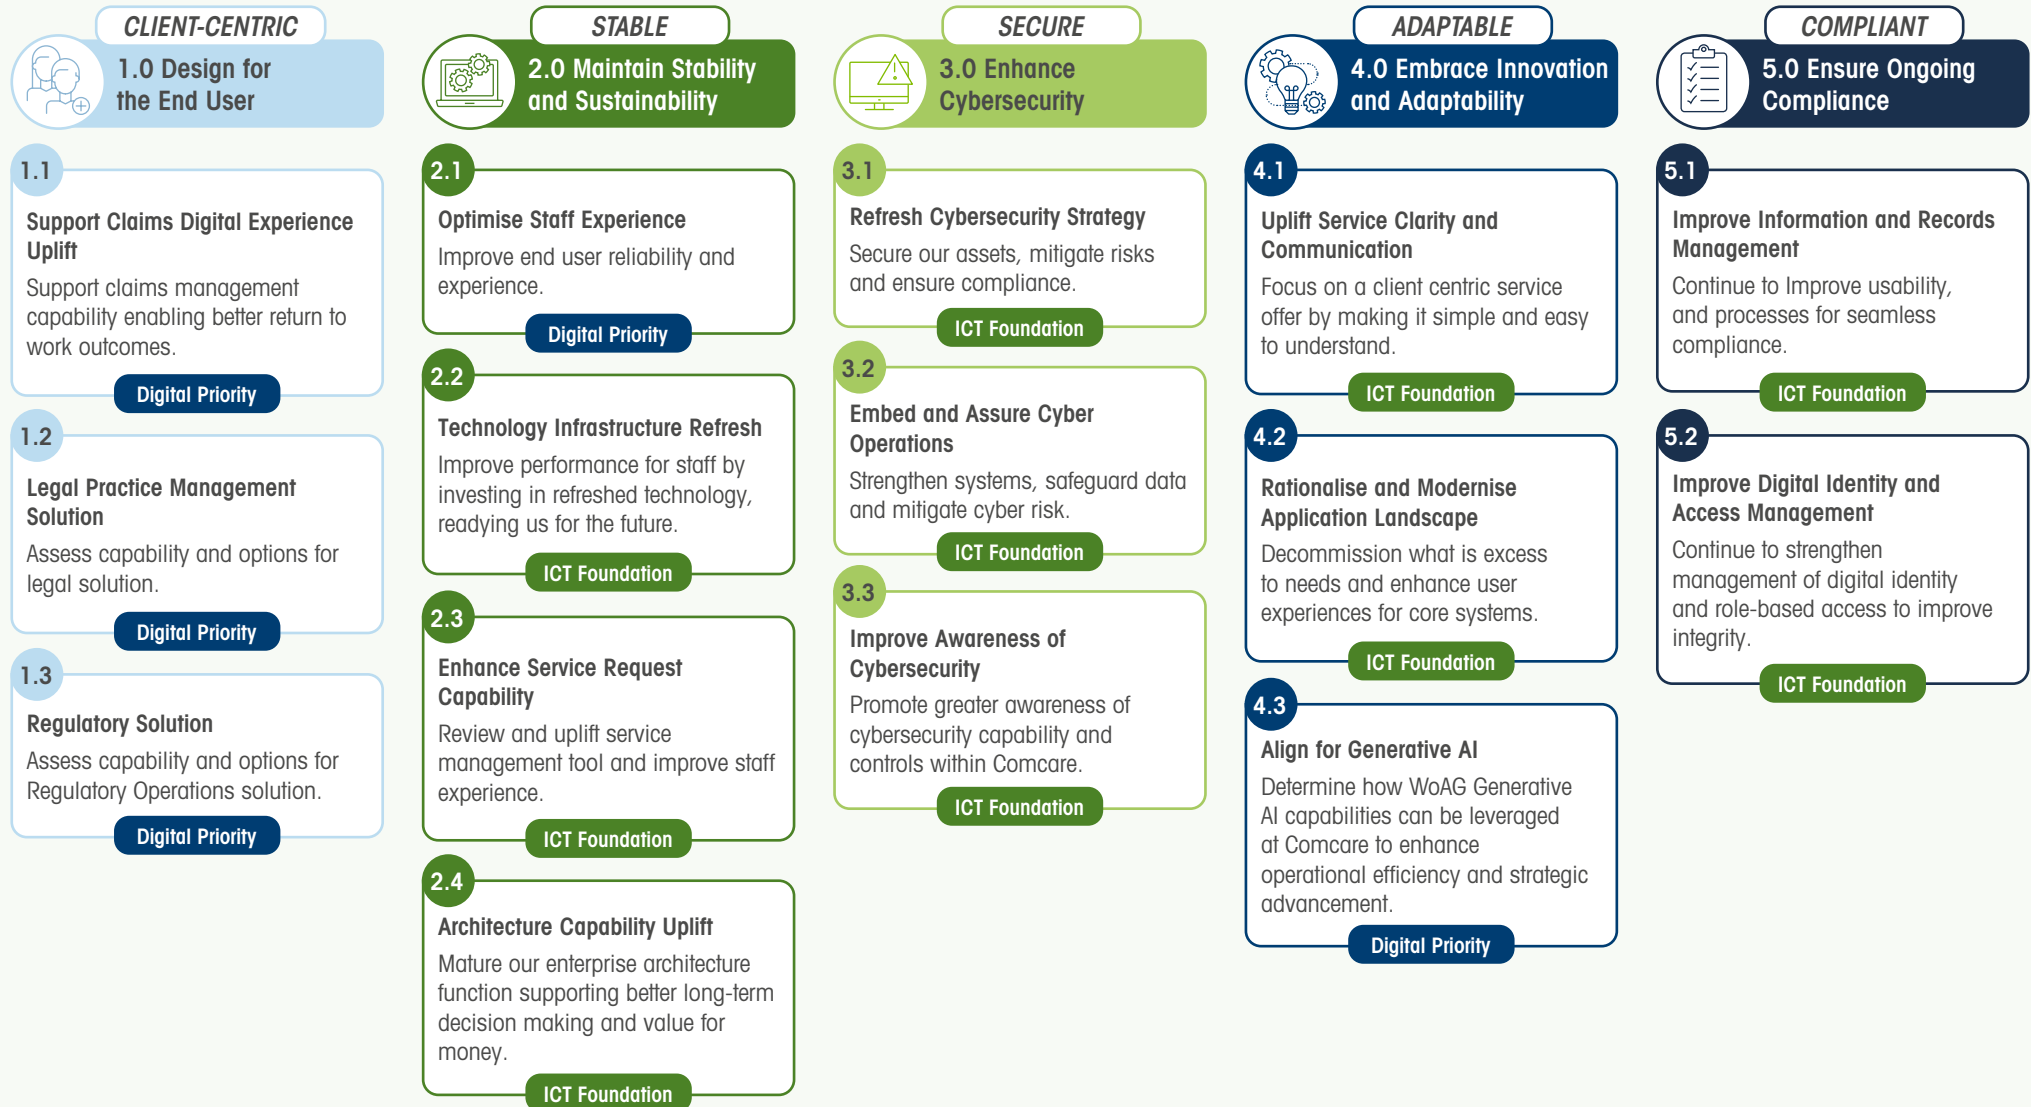 CLIENT-CENTRIC
1.0 Design for
the End User
1.1
Support Claims Digital Experience
Uplift
Support claims management
capability enabling better return to
work outcomes.
Digital Priority
1.2
Legal Practice Management
Solution
Assess capability and options for
legal solution.
Digital Priority
1.3
Regulatory Solution
Assess capability and options for
Regulatory Operations solution.
Digital Priority
STABLE
2.0 Maintain Stability
and Sustainability
2.1
Optimise Staff Experience
Improve end user reliability and
experience.
Digital Priority
2.2
Technology Infrastructure Refresh
Improve performance for staff by
investing in refreshed technology,
readying us for the future.
ICT Foundation
2.3
Enhance Service Request
Capability
Review and uplift service
management tool and improve staff
experience.
ICT Foundation
2.4
Architecture Capability Uplift
Mature our enterprise architecture
function supporting better long-term
decision making and value for
money.
ICT Foundation
SECURE
3.0 Enhance
Cybersecurity
3.1
Refresh Cybersecurity Strategy
Secure our assets, mitigate risks
and ensure compliance.
ICT Foundation
3.2
Embed and Assure Cyber
Operations
Strengthen systems, safeguard data
and mitigate cyber risk.
ICT Foundation
3.3
Improve Awareness of
Cybersecurity
Promote greater awareness of
cybersecurity capability and
controls within Comcare.
ICT Foundation
ADAPTABLE
4.0 Embrace Innovation
and Adaptability
4.1
Uplift Service Clarity and
Communication
Focus on a client centric service
offer by making it simple and easy
to understand.
ICT Foundation
4.2
Rationalise and Modernise
Application Landscape
Decommission what is excess
to needs and enhance user
experiences for core systems.
ICT Foundation
4.3
Align for Generative AI
Determine how WoAG Generative
AI capabilities can be leveraged
at Comcare to enhance
operational efficiency and strategic
advancement.
Digital Priority
COMPLIANT
5.0 Ensure Ongoing
Compliance
5.1
Improve Information and Records
Management
Continue to Improve usability,
and processes for seamless
compliance.
ICT Foundation
5.2
Improve Digital Identity and
Access Management
Continue to strengthen
management of digital identity
and role-based access to improve
integrity.
ICT Foundation